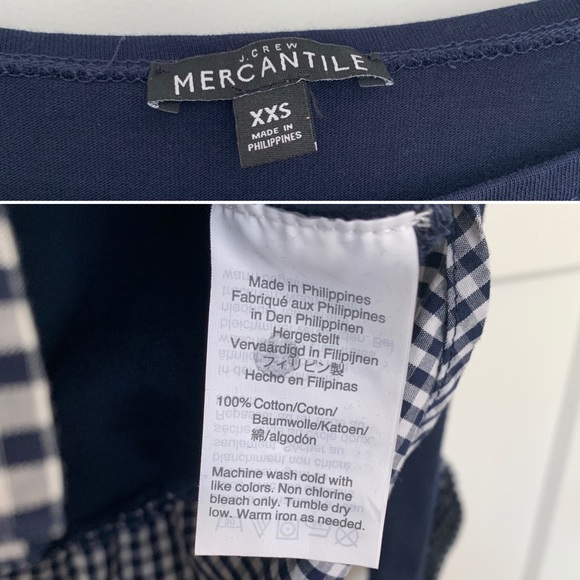 J.CREW
MERCANTILE
XXS
MADE IN
PHILIPPINES
Made in Philippines
Fabriqué aux Philippines
in Den Philippinen
Hergestellt
Vervaardigd in Filipijnen
フィリピン製
Hecho en Filipinas
100% Cotton/Coton/
Baumwolle/Katoen/
綿/algodón
Machine wash cold with
like colors. Non chlorine
bleach only. Tumble dry
low. Warm iron as needed.